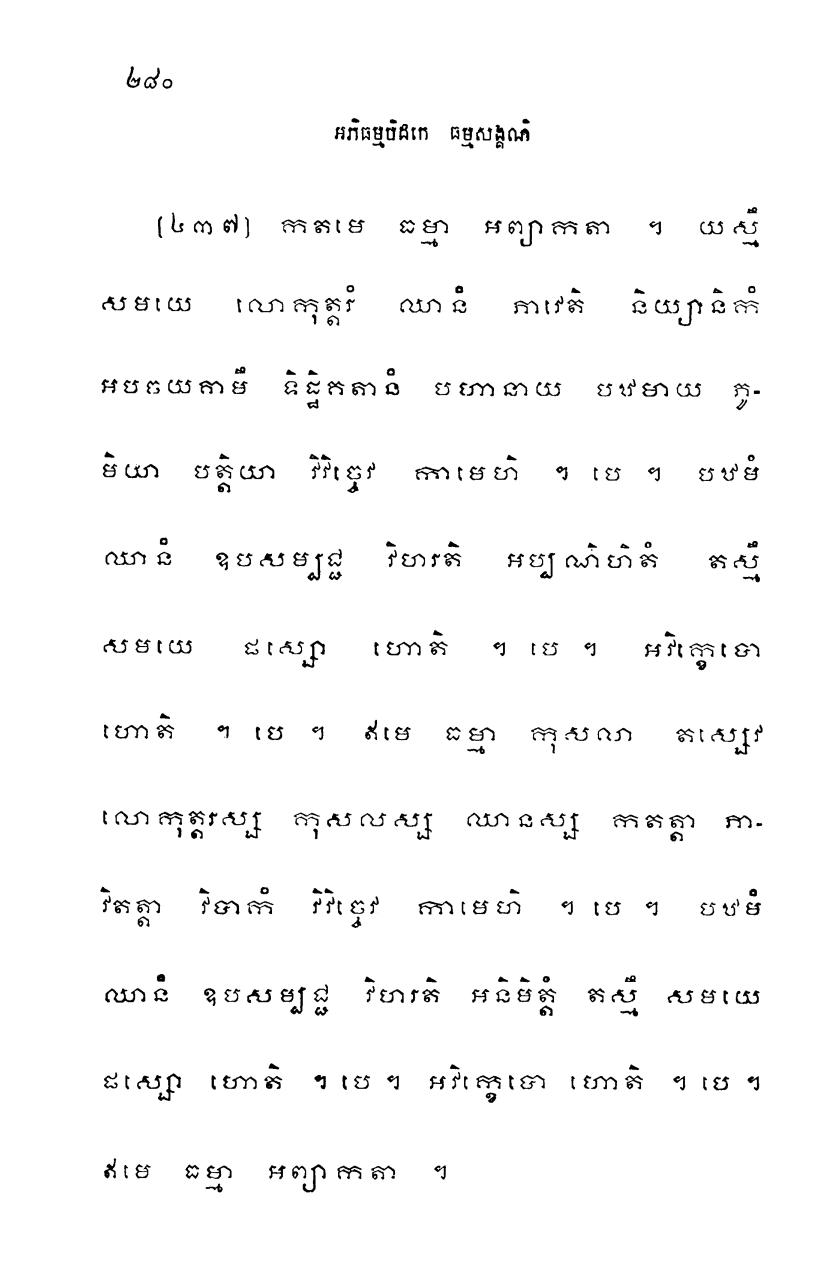 ២៨០
អភិធម្មបិដកេ ធម្មសង្គណិ
[៤៣៧] កតមេ ធម្មា អព្យាកតា ។ យស្មឹ
សមយេ លោកុត្តរំ ឈានំ ភាវេតិ និយ្យានិកំ
អបចយគាមឹ ទិដ្ឋិគតានំ បហានាយ បឋមាយ ភូ-
មិយា បត្តិយា វិវិច្ចេវ កាមេហិ ។ បេ ។ បឋមំ
ឈានំ ឧបសម្បជ្ជ វិហរតិ អប្បណិហិតំ តស្មឹ
សមយេ ផស្សោ ហោតិ ។ បេ ។ អវិក្ខេបោ
ហោតិ ។ បេ ។ ឥមេ ធម្មា កុសលា តស្សេវ
លោកុត្តរស្ស កុសលស្ស ឈានស្ស កតត្តា ភា-
វិតត្តា វិបាកំ វិវិច្ចេវ កាមេហិ ។ បេ ។ បឋមំ
ឈានំ ឧបសម្បជ្ជ វិហរតិ អនិមិត្តំ តស្មឹ សមយេ
ផស្សោ ហោតិ ។ បេ ។ អវិក្ខេបោ ហោតិ ។ បេ ។
ឥមេ ធម្មា អព្យាកតា ។